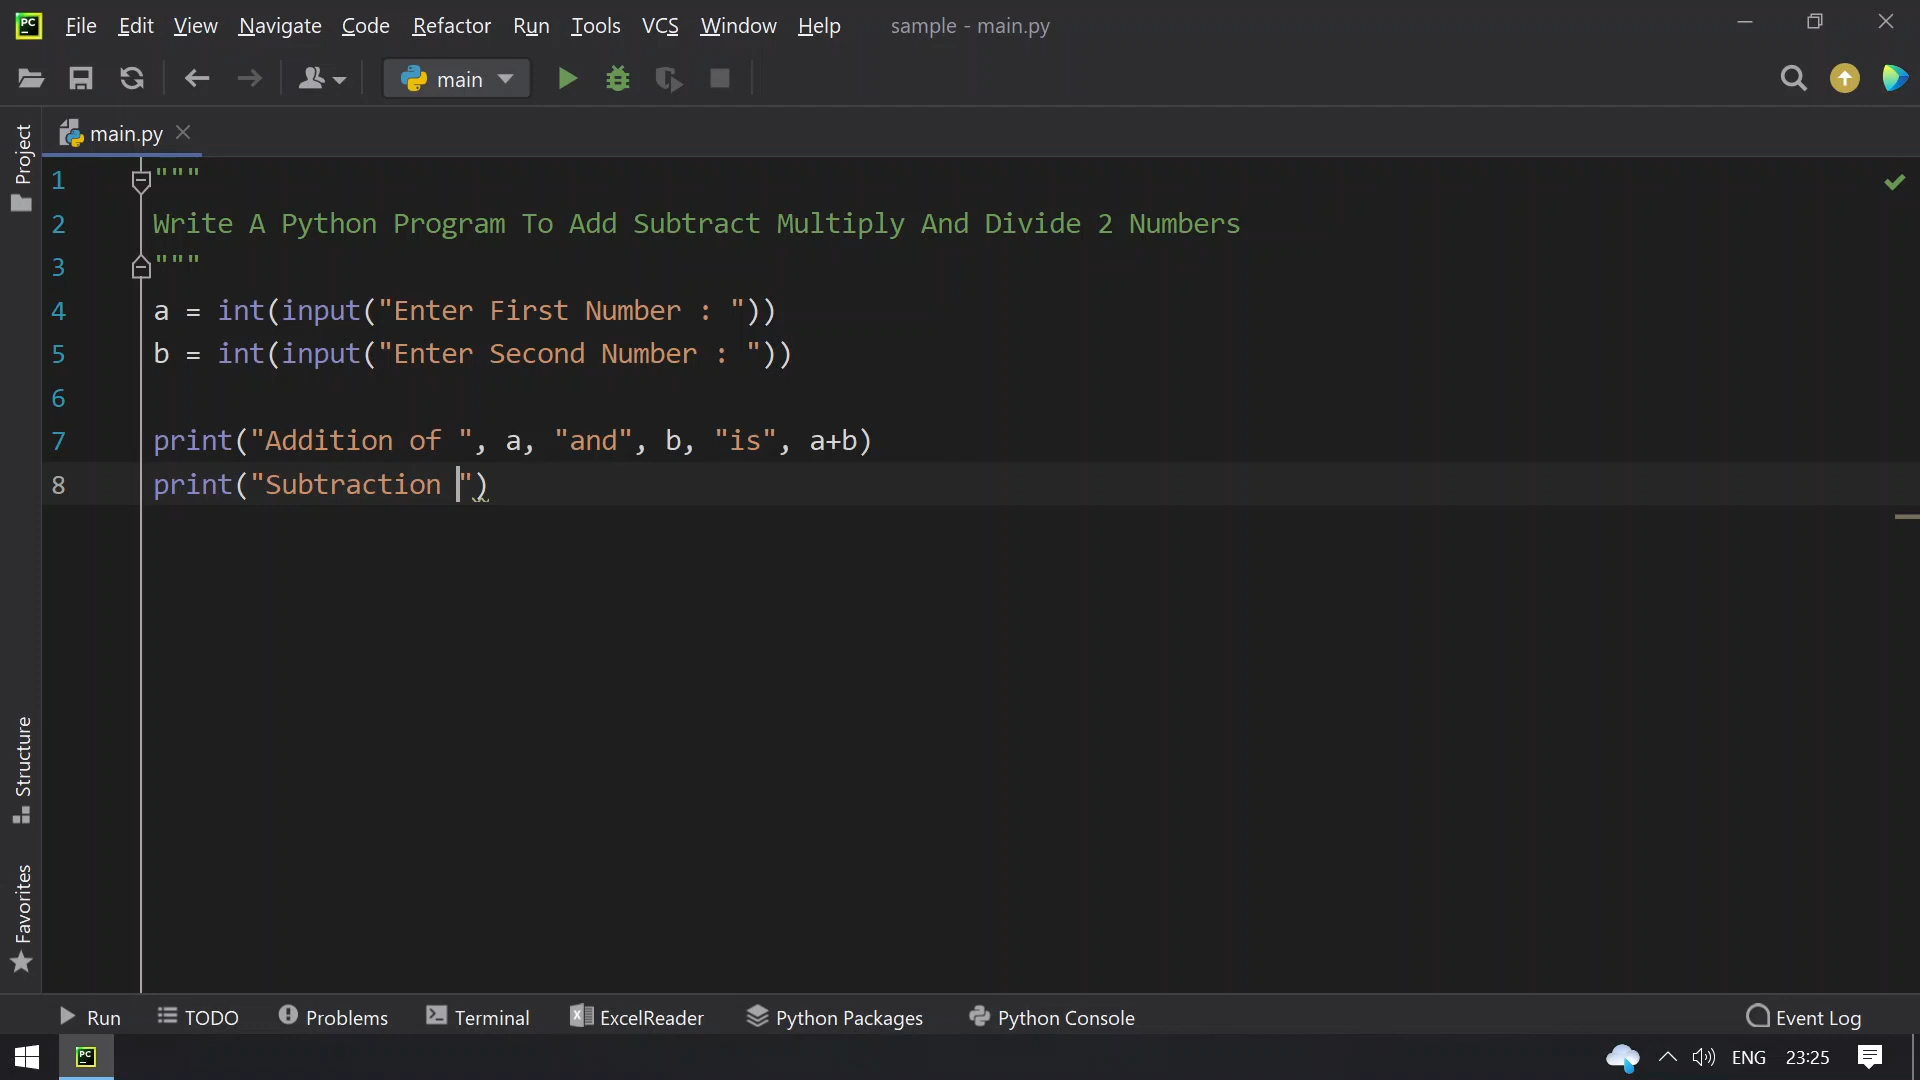 PC
File Edit View Navigate Code Refactor Run Tools VCS Window Help sample - main.py
main
Project
main.py
1 """
2 Write A Python Program To Add Subtract Multiply And Divide 2 Numbers
3 """
4 a = int(input("Enter First Number : "))
5 b = int(input("Enter Second Number : "))
6
7 print("Addition of ", a, "and", b, "is", a+b)
8 print("Subtraction ")
Structure
Favorites
Run TODO Problems Terminal ExcelReader Python Packages Python Console Event Log
PC ENG 23:25